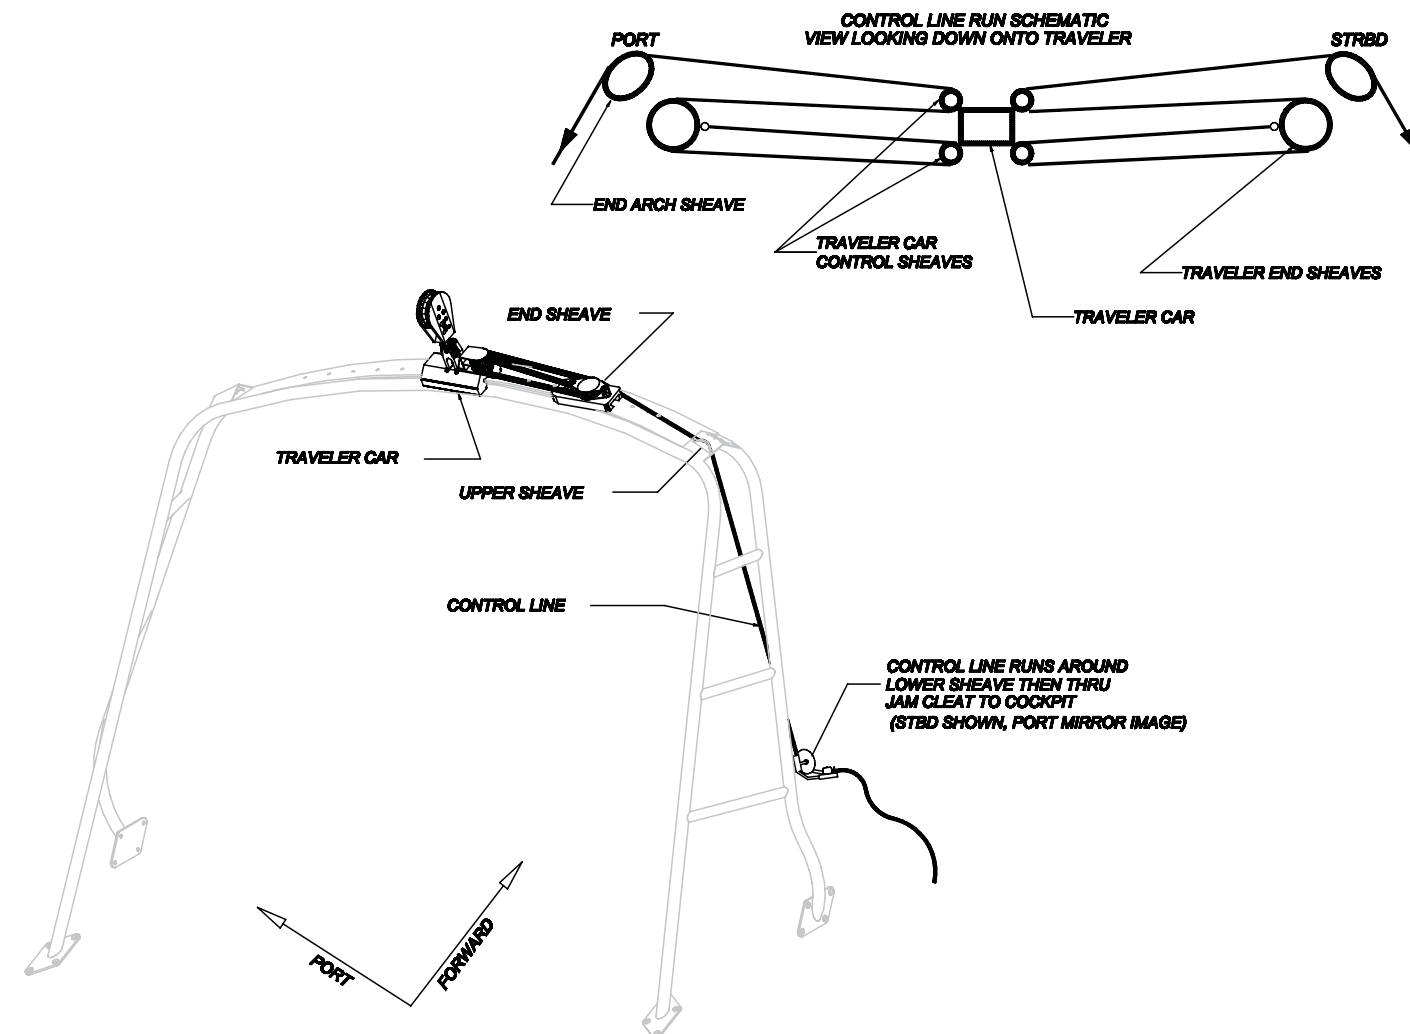 CONTROL LINE RUN SCHEMATIC
VIEW LOOKING DOWN ONTO TRAVELER
PORT
STRBD
END ARCH SHEAVE
TRAVELER CAR
CONTROL SHEAVES
TRAVELER END SHEAVES
TRAVELER CAR
END SHEAVE
TRAVELER CAR
UPPER SHEAVE
CONTROL LINE
CONTROL LINE RUNS AROUND
LOWER SHEAVE THEN THRU
JAM CLEAT TO COCKPIT
(STBD SHOWN, PORT MIRROR IMAGE)
PORT
FORWARD